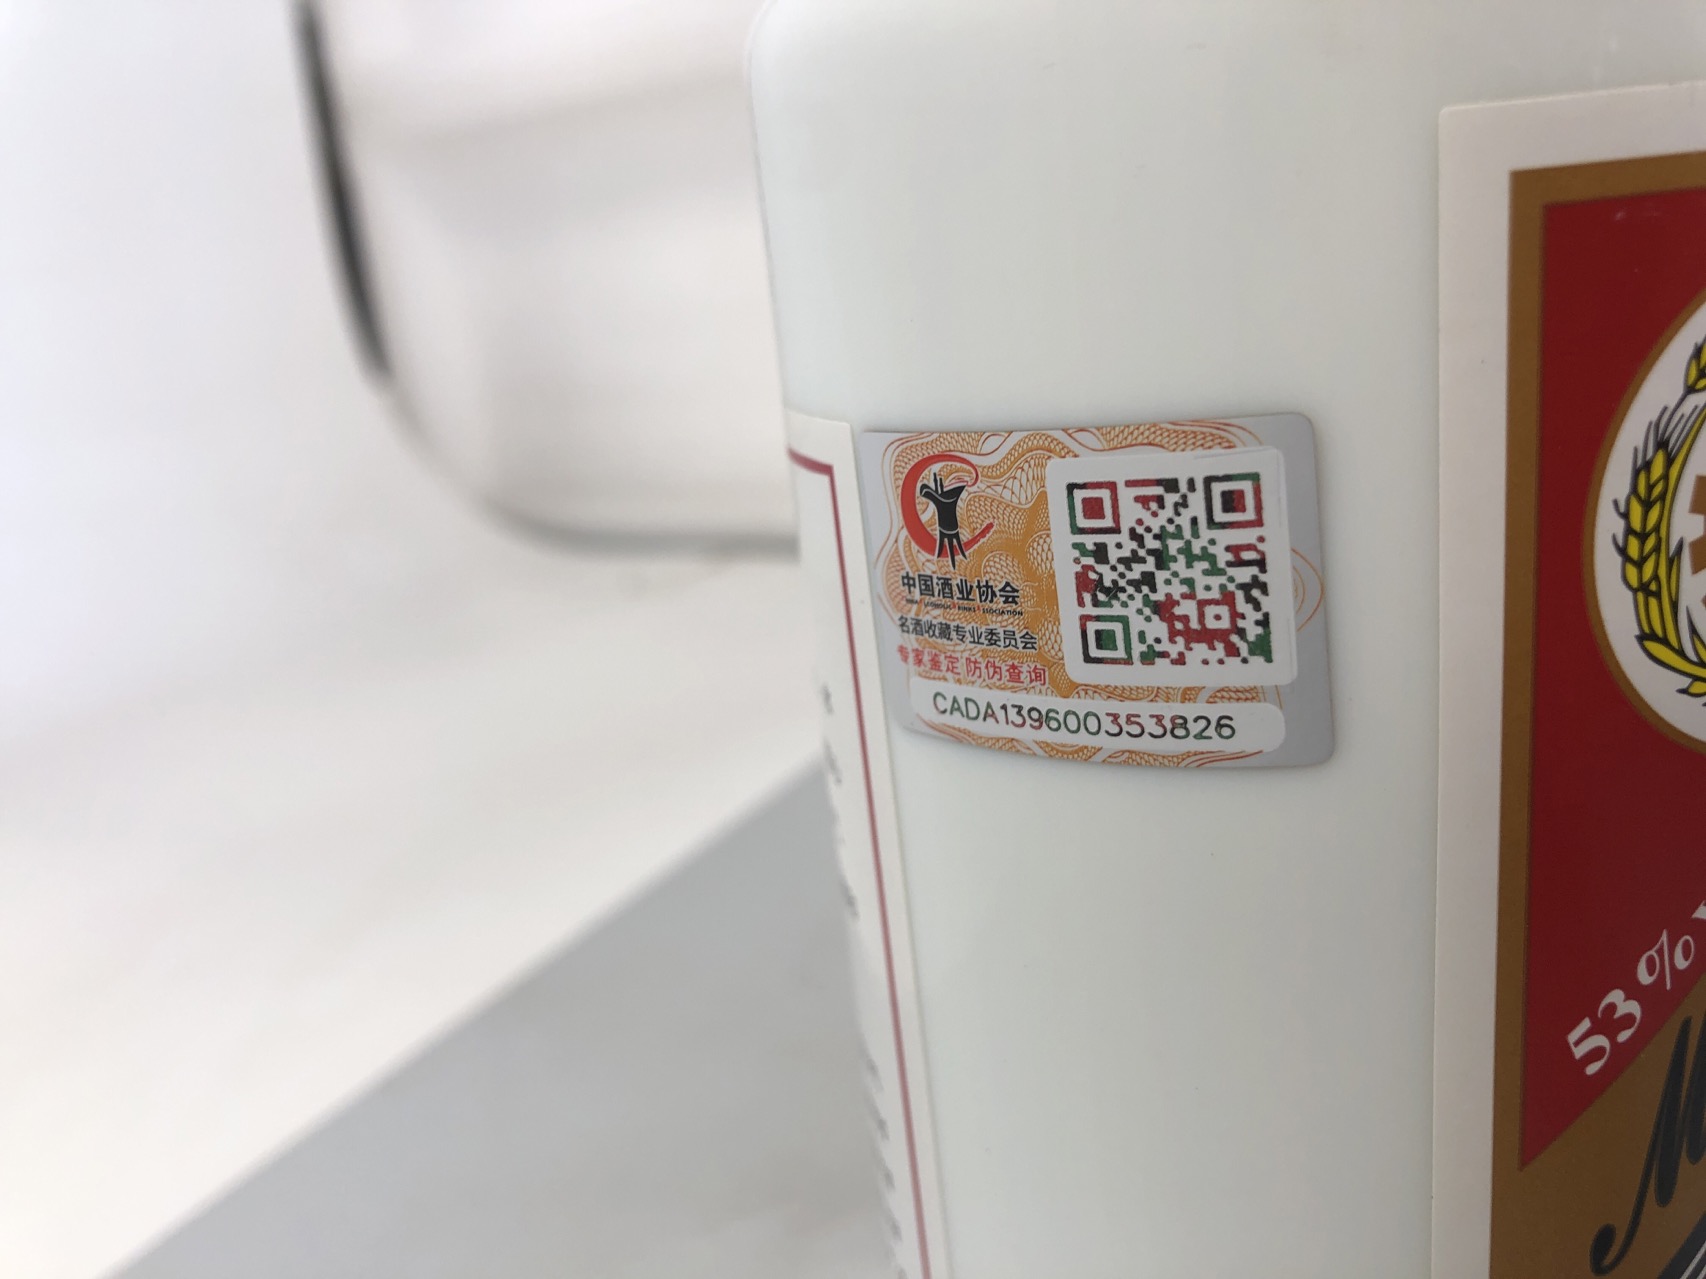 中国酒业协会
名酒收藏专业委员会
专家鉴定 防伪查询
CADA139600353826
53%